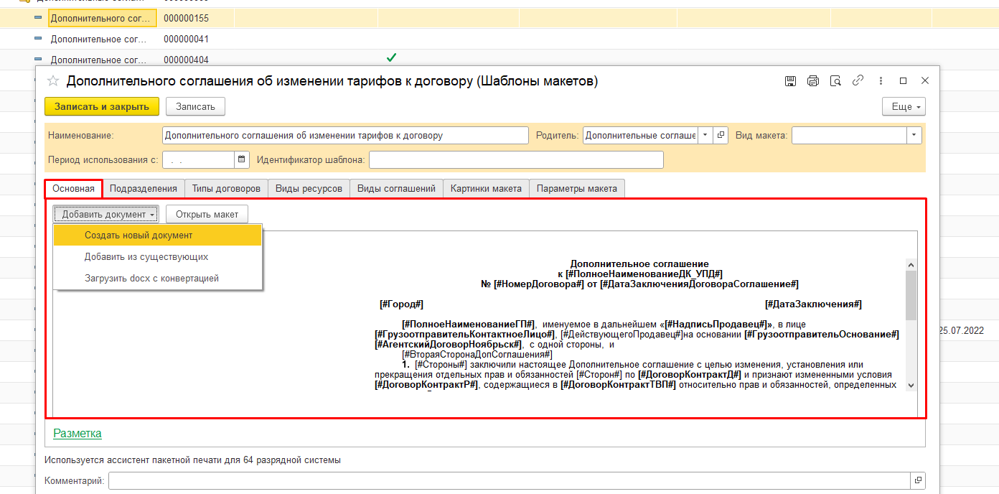 Дополнительного сог... 000000155
Дополнительное сог... 000000041
Дополнительное сог... 000000404
Дополнительного соглашения об изменении тарифов к договору (Шаблоны макетов)
Записать и закрыть Записать Еще
Наименование: Дополнительного соглашения об изменении тарифов к договору Родитель: Дополнительные соглаше Вид макета:
Период использования с: . . Идентификатор шаблона:
Основная Подразделения Типы договоров Виды ресурсов Виды соглашений Картинки макета Параметры макета
Добавить документ Открыть макет
Создать новый документ
Добавить из существующих
Загрузить docx с конвертацией
Дополнительное соглашение
к [#ПолноеНаименованиеДК_УПД#]
№ [#НомерДоговора#] от [#ДатаЗаключенияДоговораСоглашение#]
[#Город#] [#ДатаЗаключения#]
[#ПолноеНаименованиеГП#], именуемое в дальнейшем «[#НадписьПродавец#]», в лице
[#ГрузоотправительКонтактноеЛицо#], [#ДействующегоПродавец#]на основании [#ГрузоотправительОснование#]
[#АгентскийДоговорНоябрьск#], с одной стороны, и
[#ВтораяСторонаДопСоглашения#]
1. [#Стороны#] заключили настоящее Дополнительное соглашение с целью изменения, установления или
прекращения отдельных прав и обязанностей [#Сторон#] по [#ДоговорКонтрактД#] и признают измененными условия
[#ДоговорКонтрактР#], содержащиеся в [#ДоговорКонтрактТВП#] относительно прав и обязанностей, определенных
25.07.2022
Разметка
Используется ассистент пакетной печати для 64 разрядной системы
Комментарий: